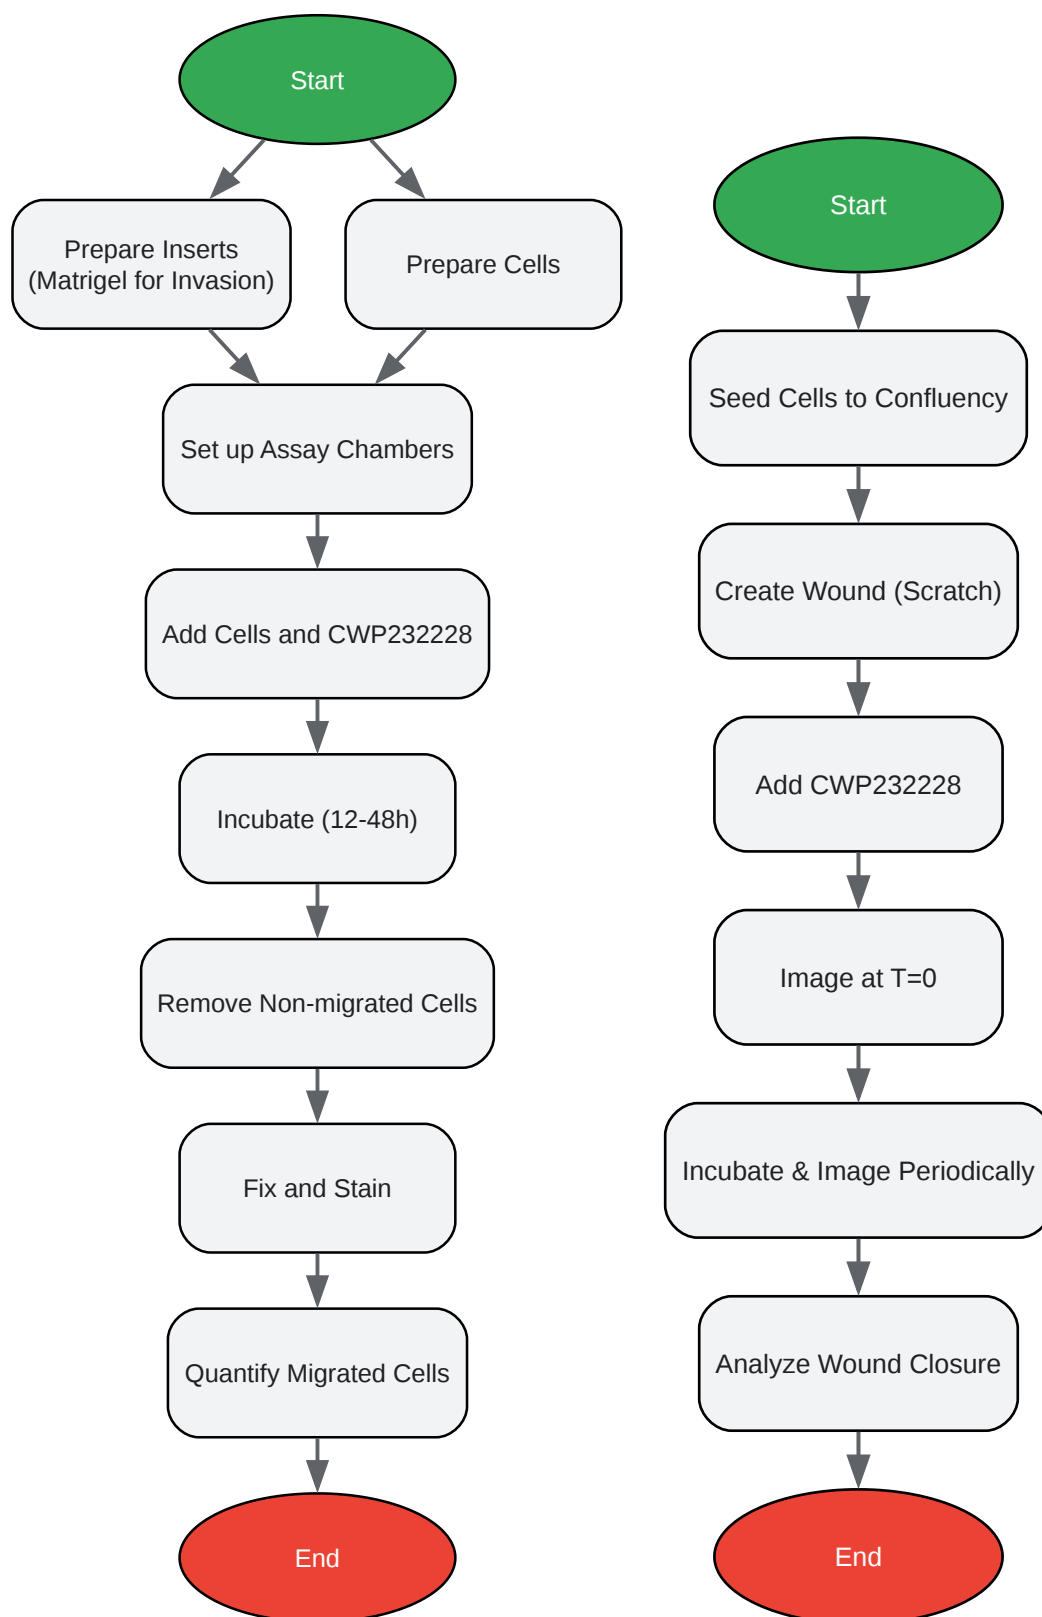 Start
Prepare Inserts
(Matrigel for Invasion)
Prepare Cells
Set up Assay Chambers
Add Cells and CWP232228
Incubate (12-48h)
Remove Non-migrated Cells
Fix and Stain
Quantify Migrated Cells
End
Start
Seed Cells to Confluency
Create Wound (Scratch)
Add CWP232228
Image at T=0
Incubate & Image Periodically
Analyze Wound Closure
End